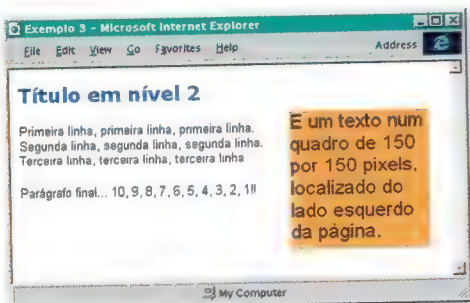 Exemplo 3 - Microsoft Internet Explorer
File Edit View Go Favorites Help Address
Título em nível 2
Primeira linha, primeira linha, primeira linha.
Segunda linha, segunda linha, segunda linha.
Terceira linha, terceira linha, terceira linha
Parágrafo final... 10, 9, 8, 7, 6, 5, 4, 3, 2, 1!!
E um texto num
quadro de 150
por 150 pixels,
localizado do
lado esquerdo
da página.
My Computer